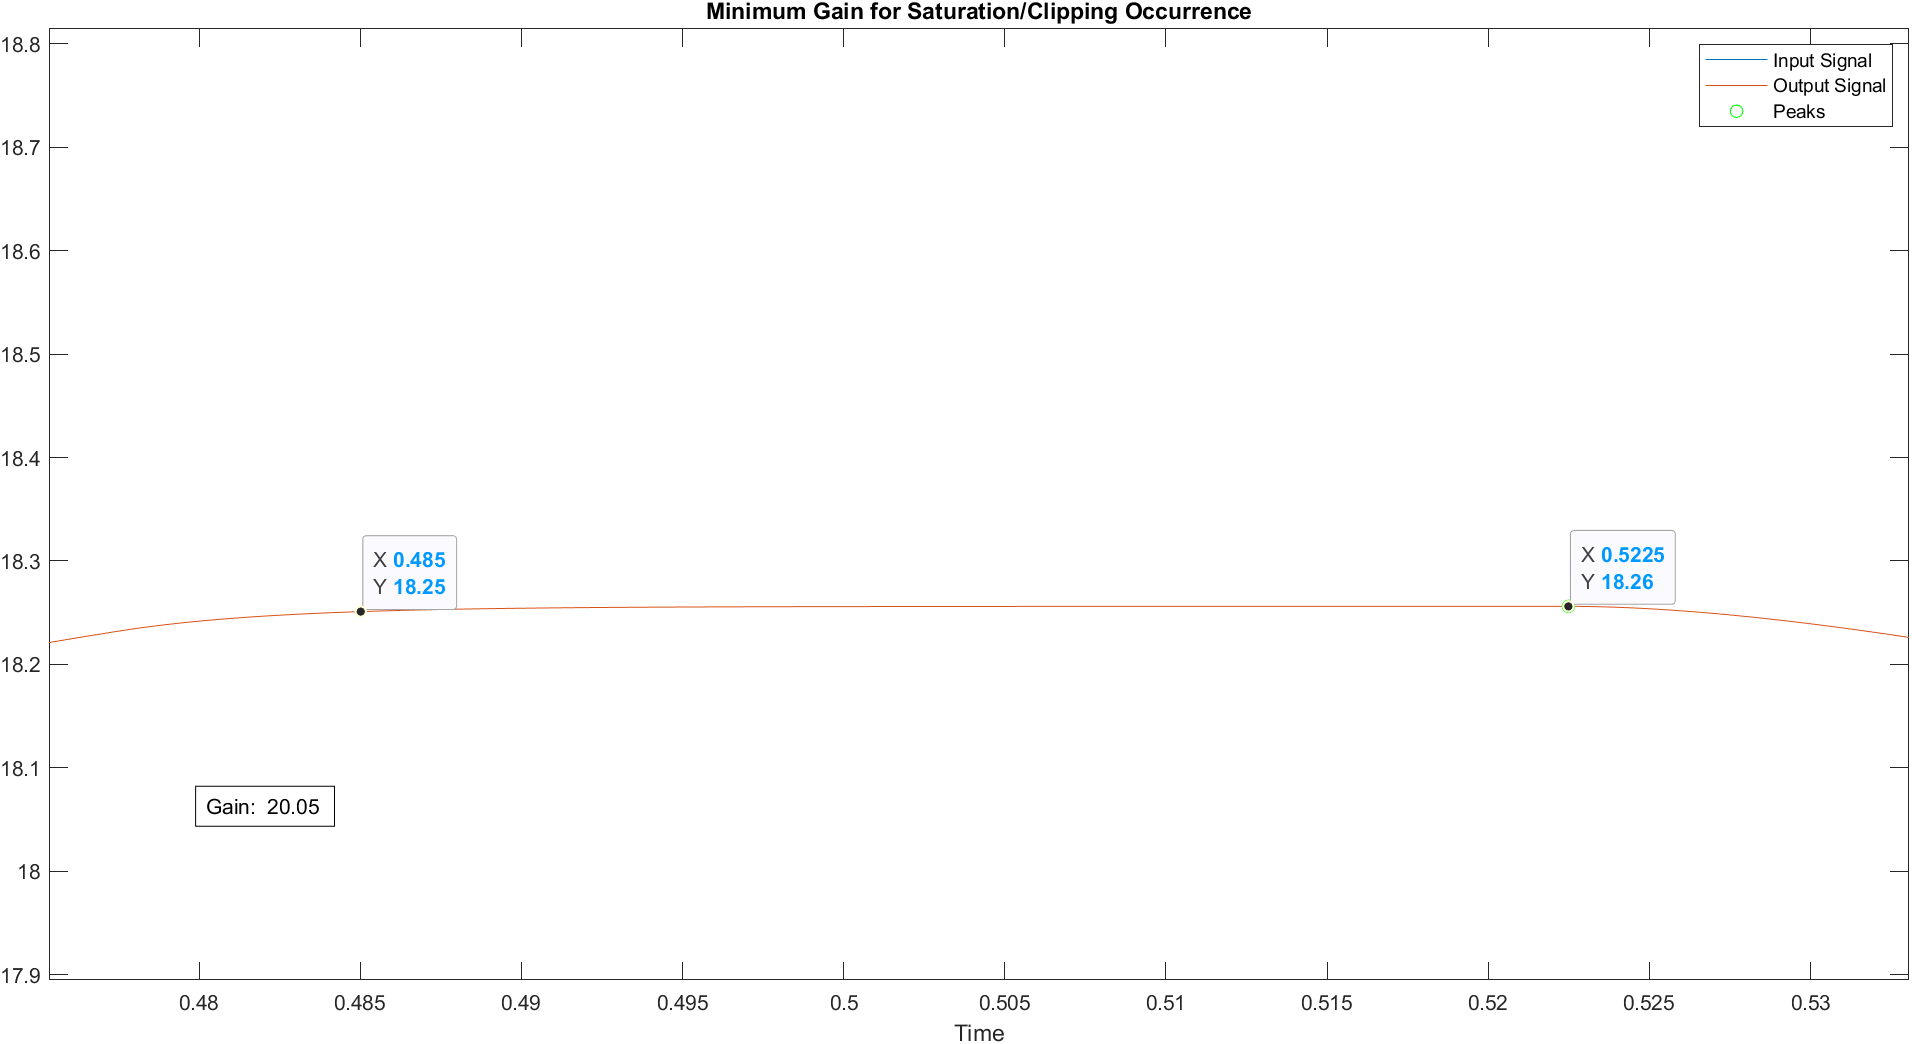 Minimum Gain for Saturation/Clipping Occurrence
18.8
18.7
18.6
18.5
18.4
18.3
18.2
18.1
18
17.9
Input Signal
Output Signal
Peaks
X 0.485
Y 18.25
X 0.5225
Y 18.26
Gain: 20.05
0.48 0.485 0.49 0.495 0.5 0.505 0.51 0.515 0.52 0.525 0.53
Time